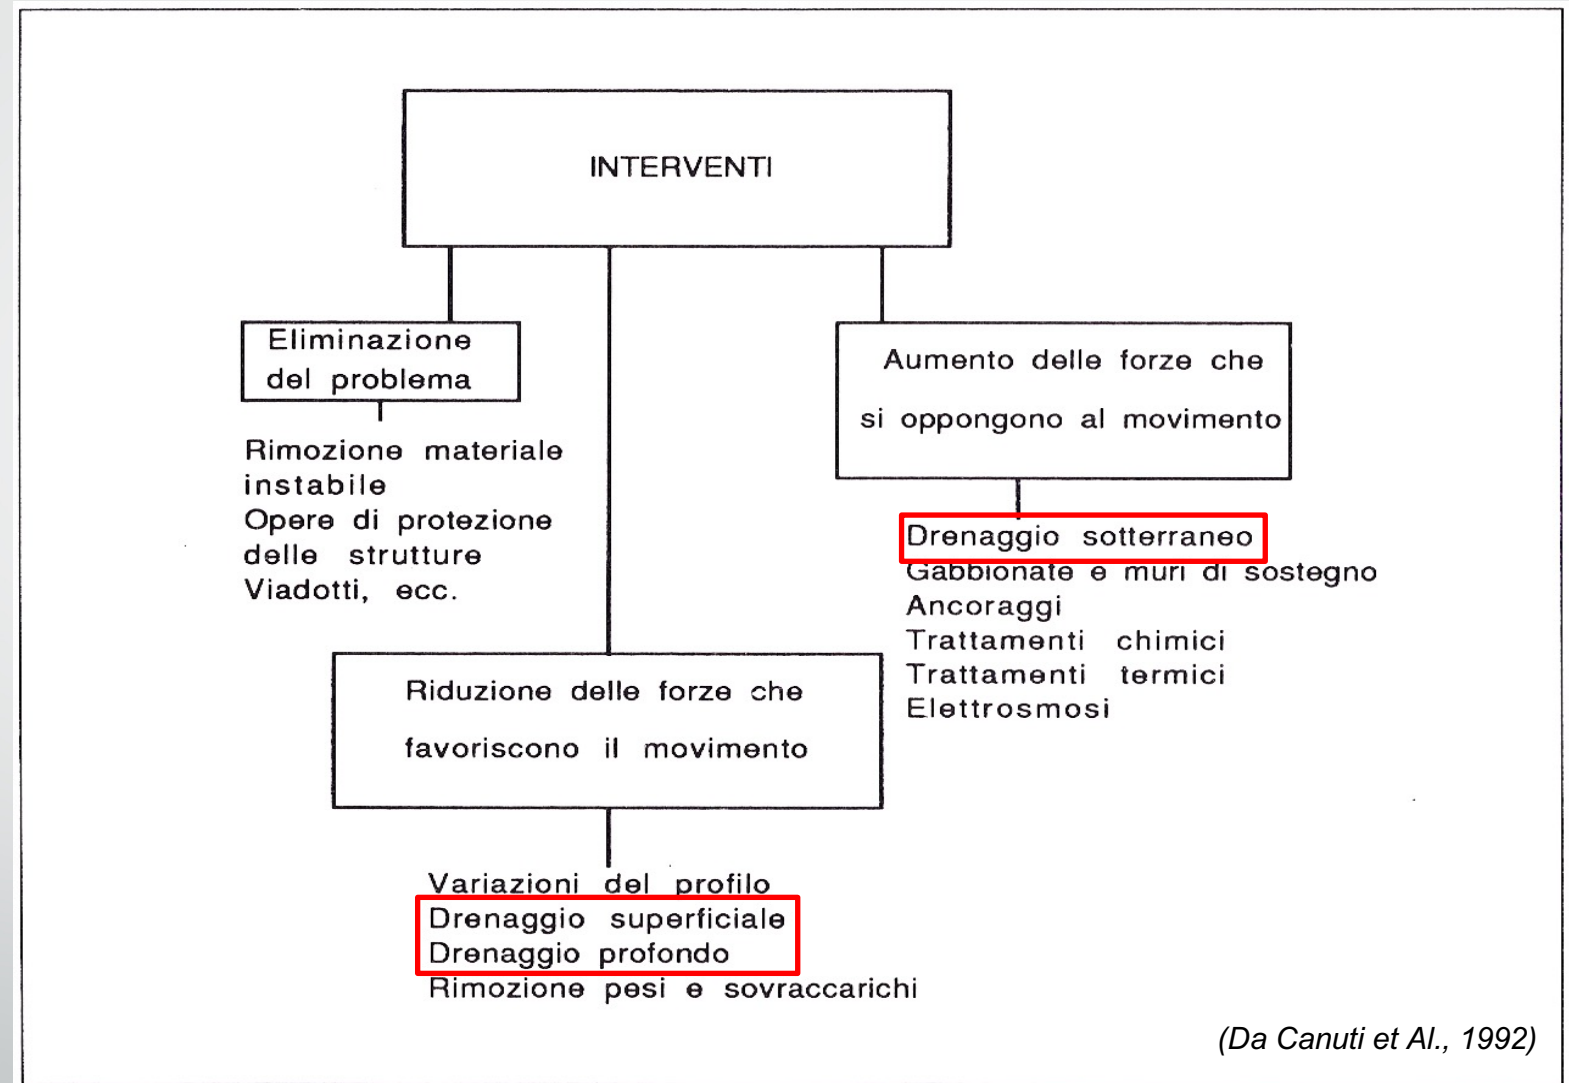 INTERVENTI
Eliminazione
del problema
Rimozione materiale
instabile
Opere di protezione
delle strutture
Viadotti, ecc.
Riduzione delle forze che
favoriscono il movimento
Variazioni del profilo
Drenaggio superficiale
Drenaggio profondo
Rimozione pesi e sovraccarichi
Aumento delle forze che
si oppongono al movimento
Drenaggio sotterraneo
Gabbionate e muri di sostegno
Ancoraggi
Trattamenti chimici
Trattamenti termici
Elettrosmosi
(Da Canuti et Al., 1992)